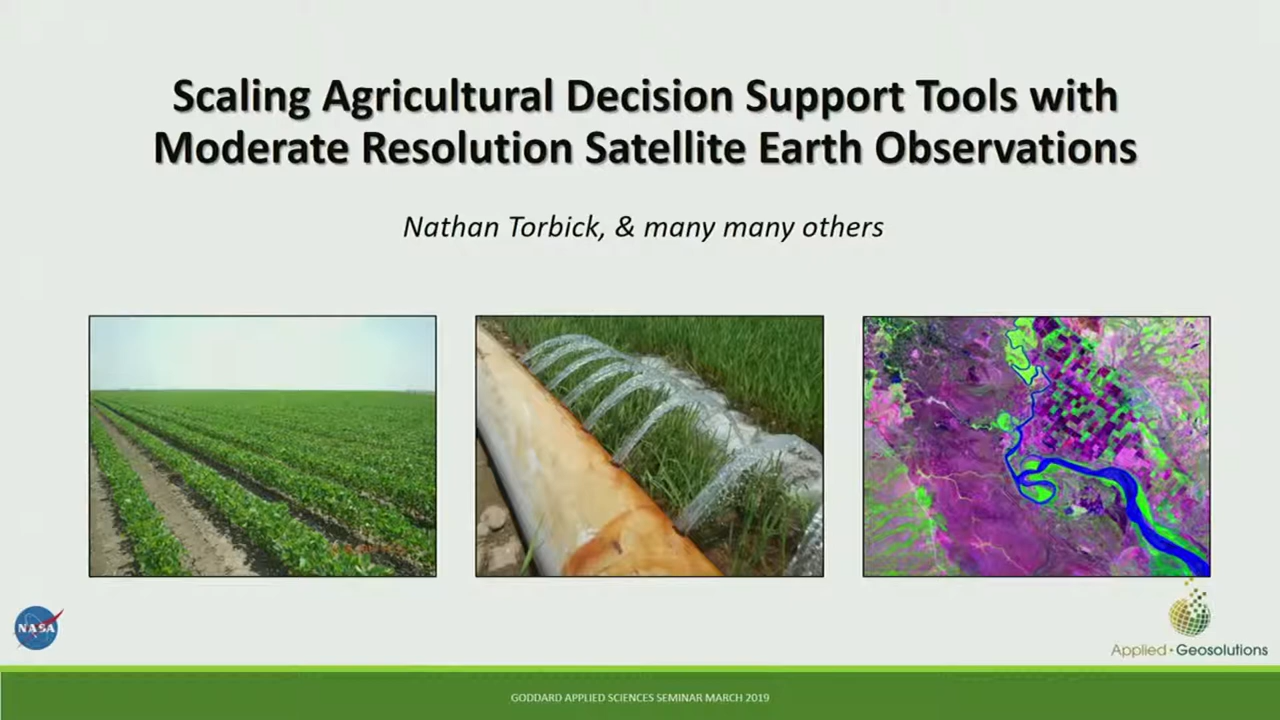 Scaling Agricultural Decision Support Tools with
Moderate Resolution Satellite Earth Observations
Nathan Torbick, & many many others
NASA
Applied • Geosolutions
GODDARD APPLIED SCIENCES SEMINAR MARCH 2019